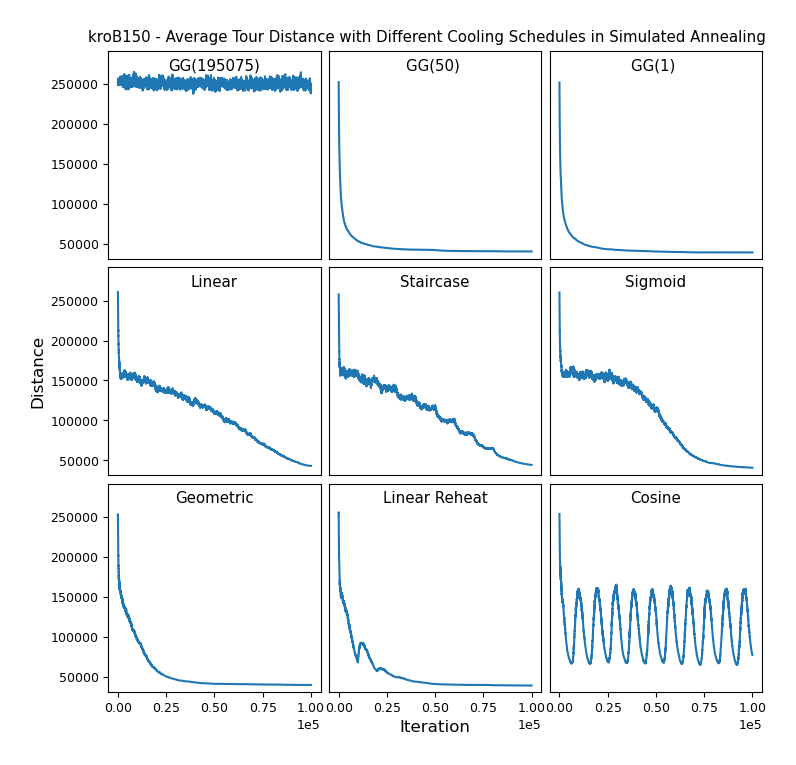 kroB150 - Average Tour Distance with Different Cooling Schedules in Simulated Annealing
GG(195075)
GG(50)
GG(1)
250000
200000
150000
100000
50000
Linear
Staircase
Sigmoid
250000
200000
150000
100000
50000
Distance
Geometric
Linear Reheat
Cosine
250000
200000
150000
100000
50000
0.00 0.25 0.50 0.75 1.00
1e5
0.00 0.25 0.50 0.75 1.00
1e5
0.00 0.25 0.50 0.75 1.00
1e5
Iteration